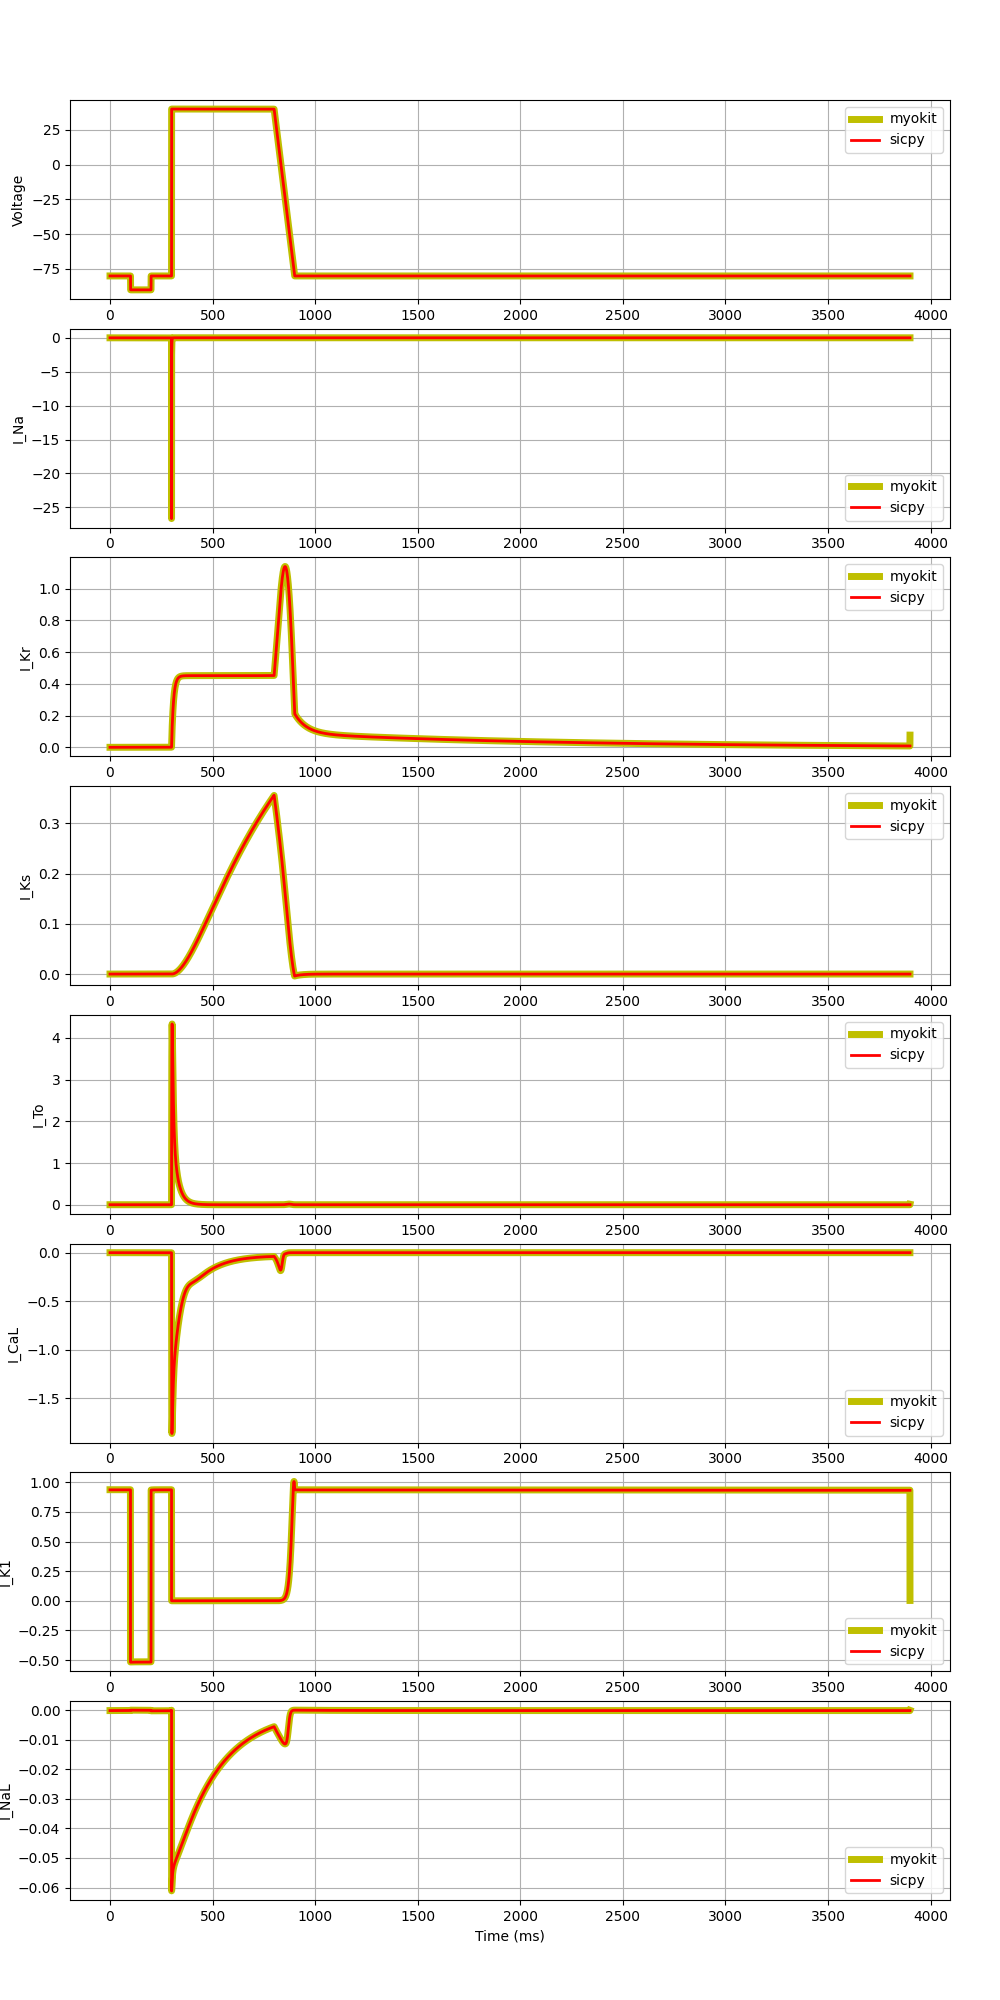 25
0
−25
−50
−75
Voltage
myokit
sicpy
0 500 1000 1500 2000 2500 3000 3500 4000
0
−5
−10
−15
−20
−25
I_Na
myokit
sicpy
0 500 1000 1500 2000 2500 3000 3500 4000
1.0
0.8
0.6
0.4
0.2
0.0
I_Kr
myokit
sicpy
0 500 1000 1500 2000 2500 3000 3500 4000
0.3
0.2
0.1
0.0
I_Ks
myokit
sicpy
0 500 1000 1500 2000 2500 3000 3500 4000
4
3
2
1
0
I_To
myokit
sicpy
0 500 1000 1500 2000 2500 3000 3500 4000
0.0
−0.5
−1.0
−1.5
I_CaL
myokit
sicpy
0 500 1000 1500 2000 2500 3000 3500 4000
1.00
0.75
0.50
0.25
0.00
−0.25
−0.50
I_K1
myokit
sicpy
0 500 1000 1500 2000 2500 3000 3500 4000
0.00
−0.01
−0.02
−0.03
−0.04
−0.05
−0.06
I_NaL
myokit
sicpy
0 500 1000 1500 2000 2500 3000 3500 4000
Time (ms)